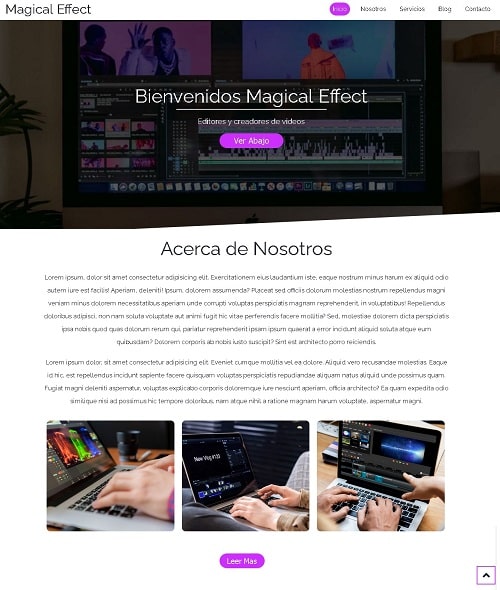 Magical Effect
Inicio Nosotros Servicios Blog Contacto
Bienvenidos Magical Effect
Editores y creadores de videos
Ver Abajo
Acerca de Nosotros
Lorem ipsum, dolor sit amet consectetur adipisicing elit. Exercitationem eius laudantium iste, eaque nostrum minus harum ex aliquid odio
autem iure est facilis! Aperiam, deleniti! Ipsum, dolorem assumenda? Placeat sed officiis dolorum molestias nostrum repellendus magni
veniam minus dolorem necessitatibus aperiam unde corrupti voluptas perspiciatis magnam reprehenderit, in voluptatibus! Repellendus
doloribus adipisci, non nam soluta voluptate aut animi fugit hic vitae perferendis facere mollitia? Sed, molestiae dolorem dicta perspiciatis
ipsa nobis quod quas dolorum rerum qui, pariatur reprehenderit ipsam ipsum quaerat a error incidunt aliquid soluta atque eum
quibusdam? Dolorem corporis ab nobis iusto suscipit? Sint est architecto porro reiciendis.
Lorem ipsum dolor, sit amet consectetur adipisicing elit. Eveniet cumque mollitia vel ea dolore. Aliquid vero recusandae molestias. Eaque
id hic, est repellendus incidunt sapiente facere quisquam voluptas perspiciatis repudiandae aliquam natus aliquid unde possimus quam.
Fugiat magni deleniti aspernatur, voluptas explicabo corporis doloremque iure nesciunt aperiam, officia architecto? Ea quam expedita odio
similique nisi ad possimus hic tempore doloribus, nam atque nihil a ratione magnam harum voluptate, aspernatur magni.
Leer Mas